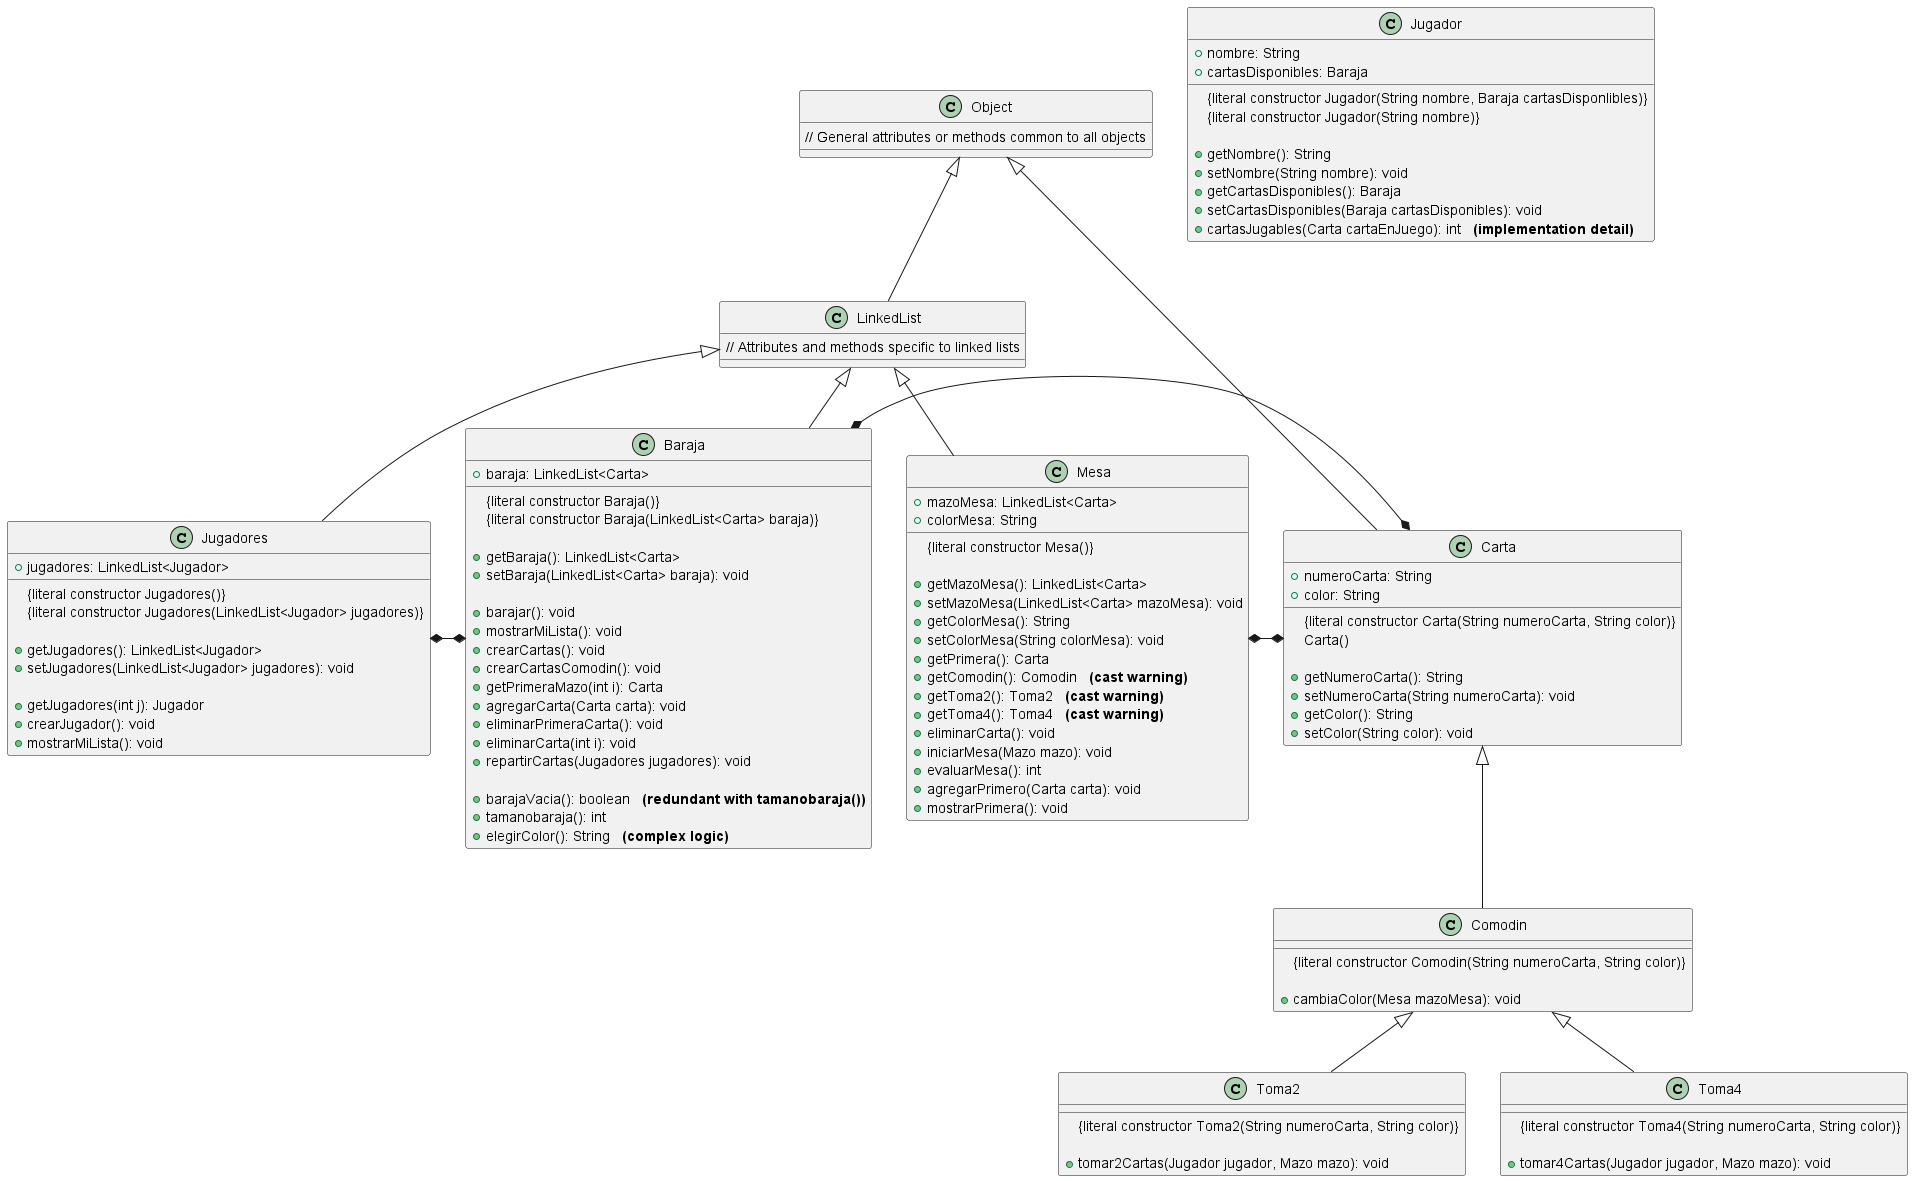 C Jugador
nombre: String
cartasDisponibles: Baraja
{literal constructor Jugador(String nombre, Baraja cartasDisponlibles)}
{literal constructor Jugador(String nombre)}
getNombre(): String
setNombre(String nombre): void
getCartasDisponibles(): Baraja
setCartasDisponibles(Baraja cartasDisponibles): void
cartasJugables(Carta cartaEnJuego): int (implementation detail)
C Object
// General attributes or methods common to all objects
C LinkedList
// Attributes and methods specific to linked lists
C Jugadores
jugadores: LinkedList<Jugador>
{literal constructor Jugadores()}
{literal constructor Jugadores(LinkedList<Jugador> jugadores)}
getJugadores(): LinkedList<Jugador>
setJugadores(LinkedList<Jugador> jugadores): void
getJugadores(int j): Jugador
crearJugador(): void
mostrarMiLista(): void
C Baraja
baraja: LinkedList<Carta>
{literal constructor Baraja()}
{literal constructor Baraja(LinkedList<Carta> baraja)}
getBaraja(): LinkedList<Carta>
setBaraja(LinkedList<Carta> baraja): void
barajar(): void
mostrarMiLista(): void
crearCartas(): void
crearCartasComodin(): void
getPrimeraMazo(int i): Carta
agregarCarta(Carta carta): void
eliminarPrimeraCarta(): void
eliminarCarta(int i): void
repartirCartas(Jugadores jugadores): void
barajaVacia(): boolean (redundant with tamanobaraja())
tamanobaraja(): int
elegirColor(): String (complex logic)
C Mesa
mazoMesa: LinkedList<Carta>
colorMesa: String
{literal constructor Mesa()}
getMazoMesa(): LinkedList<Carta>
setMazoMesa(LinkedList<Carta> mazoMesa): void
getColorMesa(): String
setColorMesa(String colorMesa): void
getPrimera(): Carta
getComodin(): Comodin (cast warning)
getToma2(): Toma2 (cast warning)
getToma4(): Toma4 (cast warning)
eliminarCarta(): void
iniciarMesa(Mazo mazo): void
evaluarMesa(): int
agregarPrimero(Carta carta): void
mostrarPrimera(): void
C Carta
numeroCarta: String
color: String
{literal constructor Carta(String numeroCarta, String color)}
Carta()
getNumeroCarta(): String
setNumeroCarta(String numeroCarta): void
getColor(): String
setColor(String color): void
C Comodin
{literal constructor Comodin(String numeroCarta, String color)}
cambiaColor(Mesa mazoMesa): void
C Toma2
{literal constructor Toma2(String numeroCarta, String color)}
tomar2Cartas(Jugador jugador, Mazo mazo): void
C Toma4
{literal constructor Toma4(String numeroCarta, String color)}
tomar4Cartas(Jugador jugador, Mazo mazo): void